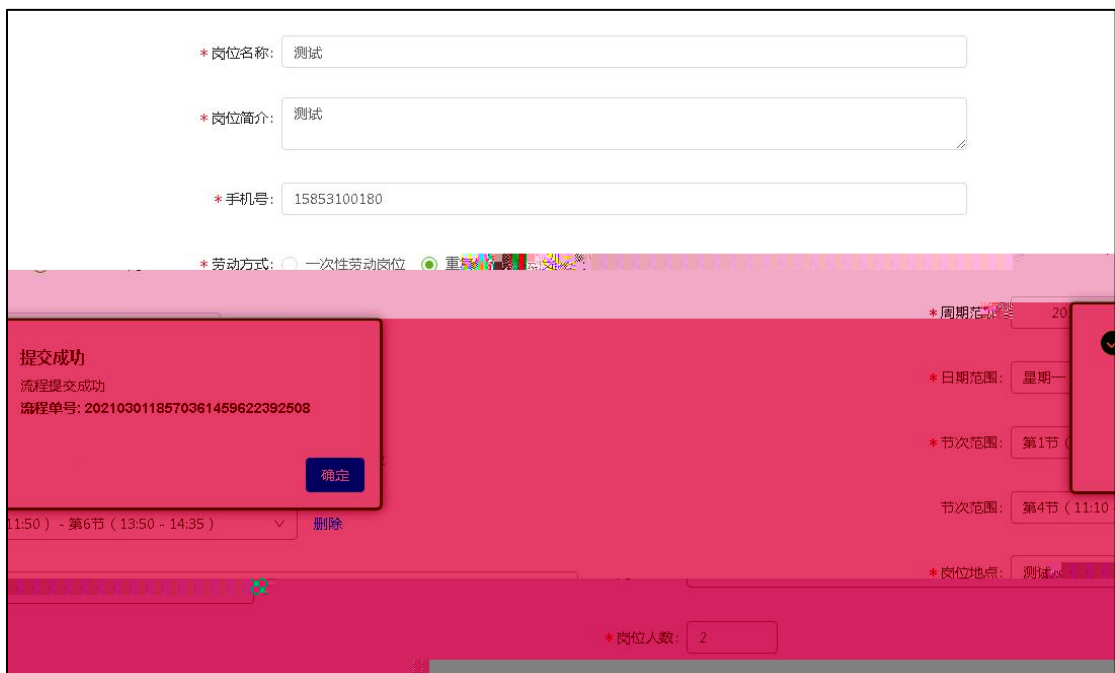 * 岗位名称: 测试
* 岗位简介: 测试
* 手机号: 15853100180
* 劳动方式: 一次性劳动岗位 重
* 周期范 20
提交成功
流程提交成功
流程单号: 20210301185703614596223925​08
确定
* 日期范围: 星期一
* 节次范围: 第1节 (
节次范围: 第4节 ( 11:10
11:50 ) - 第6节 ( 13:50 - 14:35 ) 删除
* 岗位地点: 测试
* 岗位人数: 2